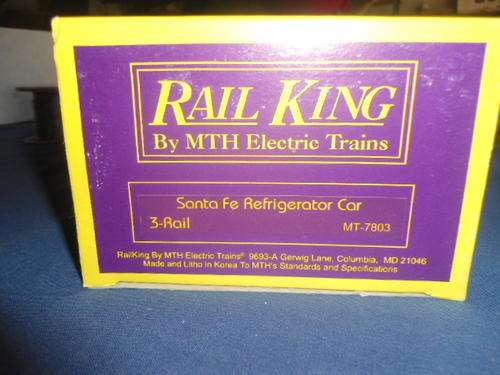 RAIL KING
By MTH Electric Trains
Santa Fe Refrigerator Car
3-Rail MT-7803
RailKing By MTH Electric Trains® 9693-A Gerwig Lane, Columbia, MD 21046
Made and Litho In Korea To MTH's Standards and Specifications